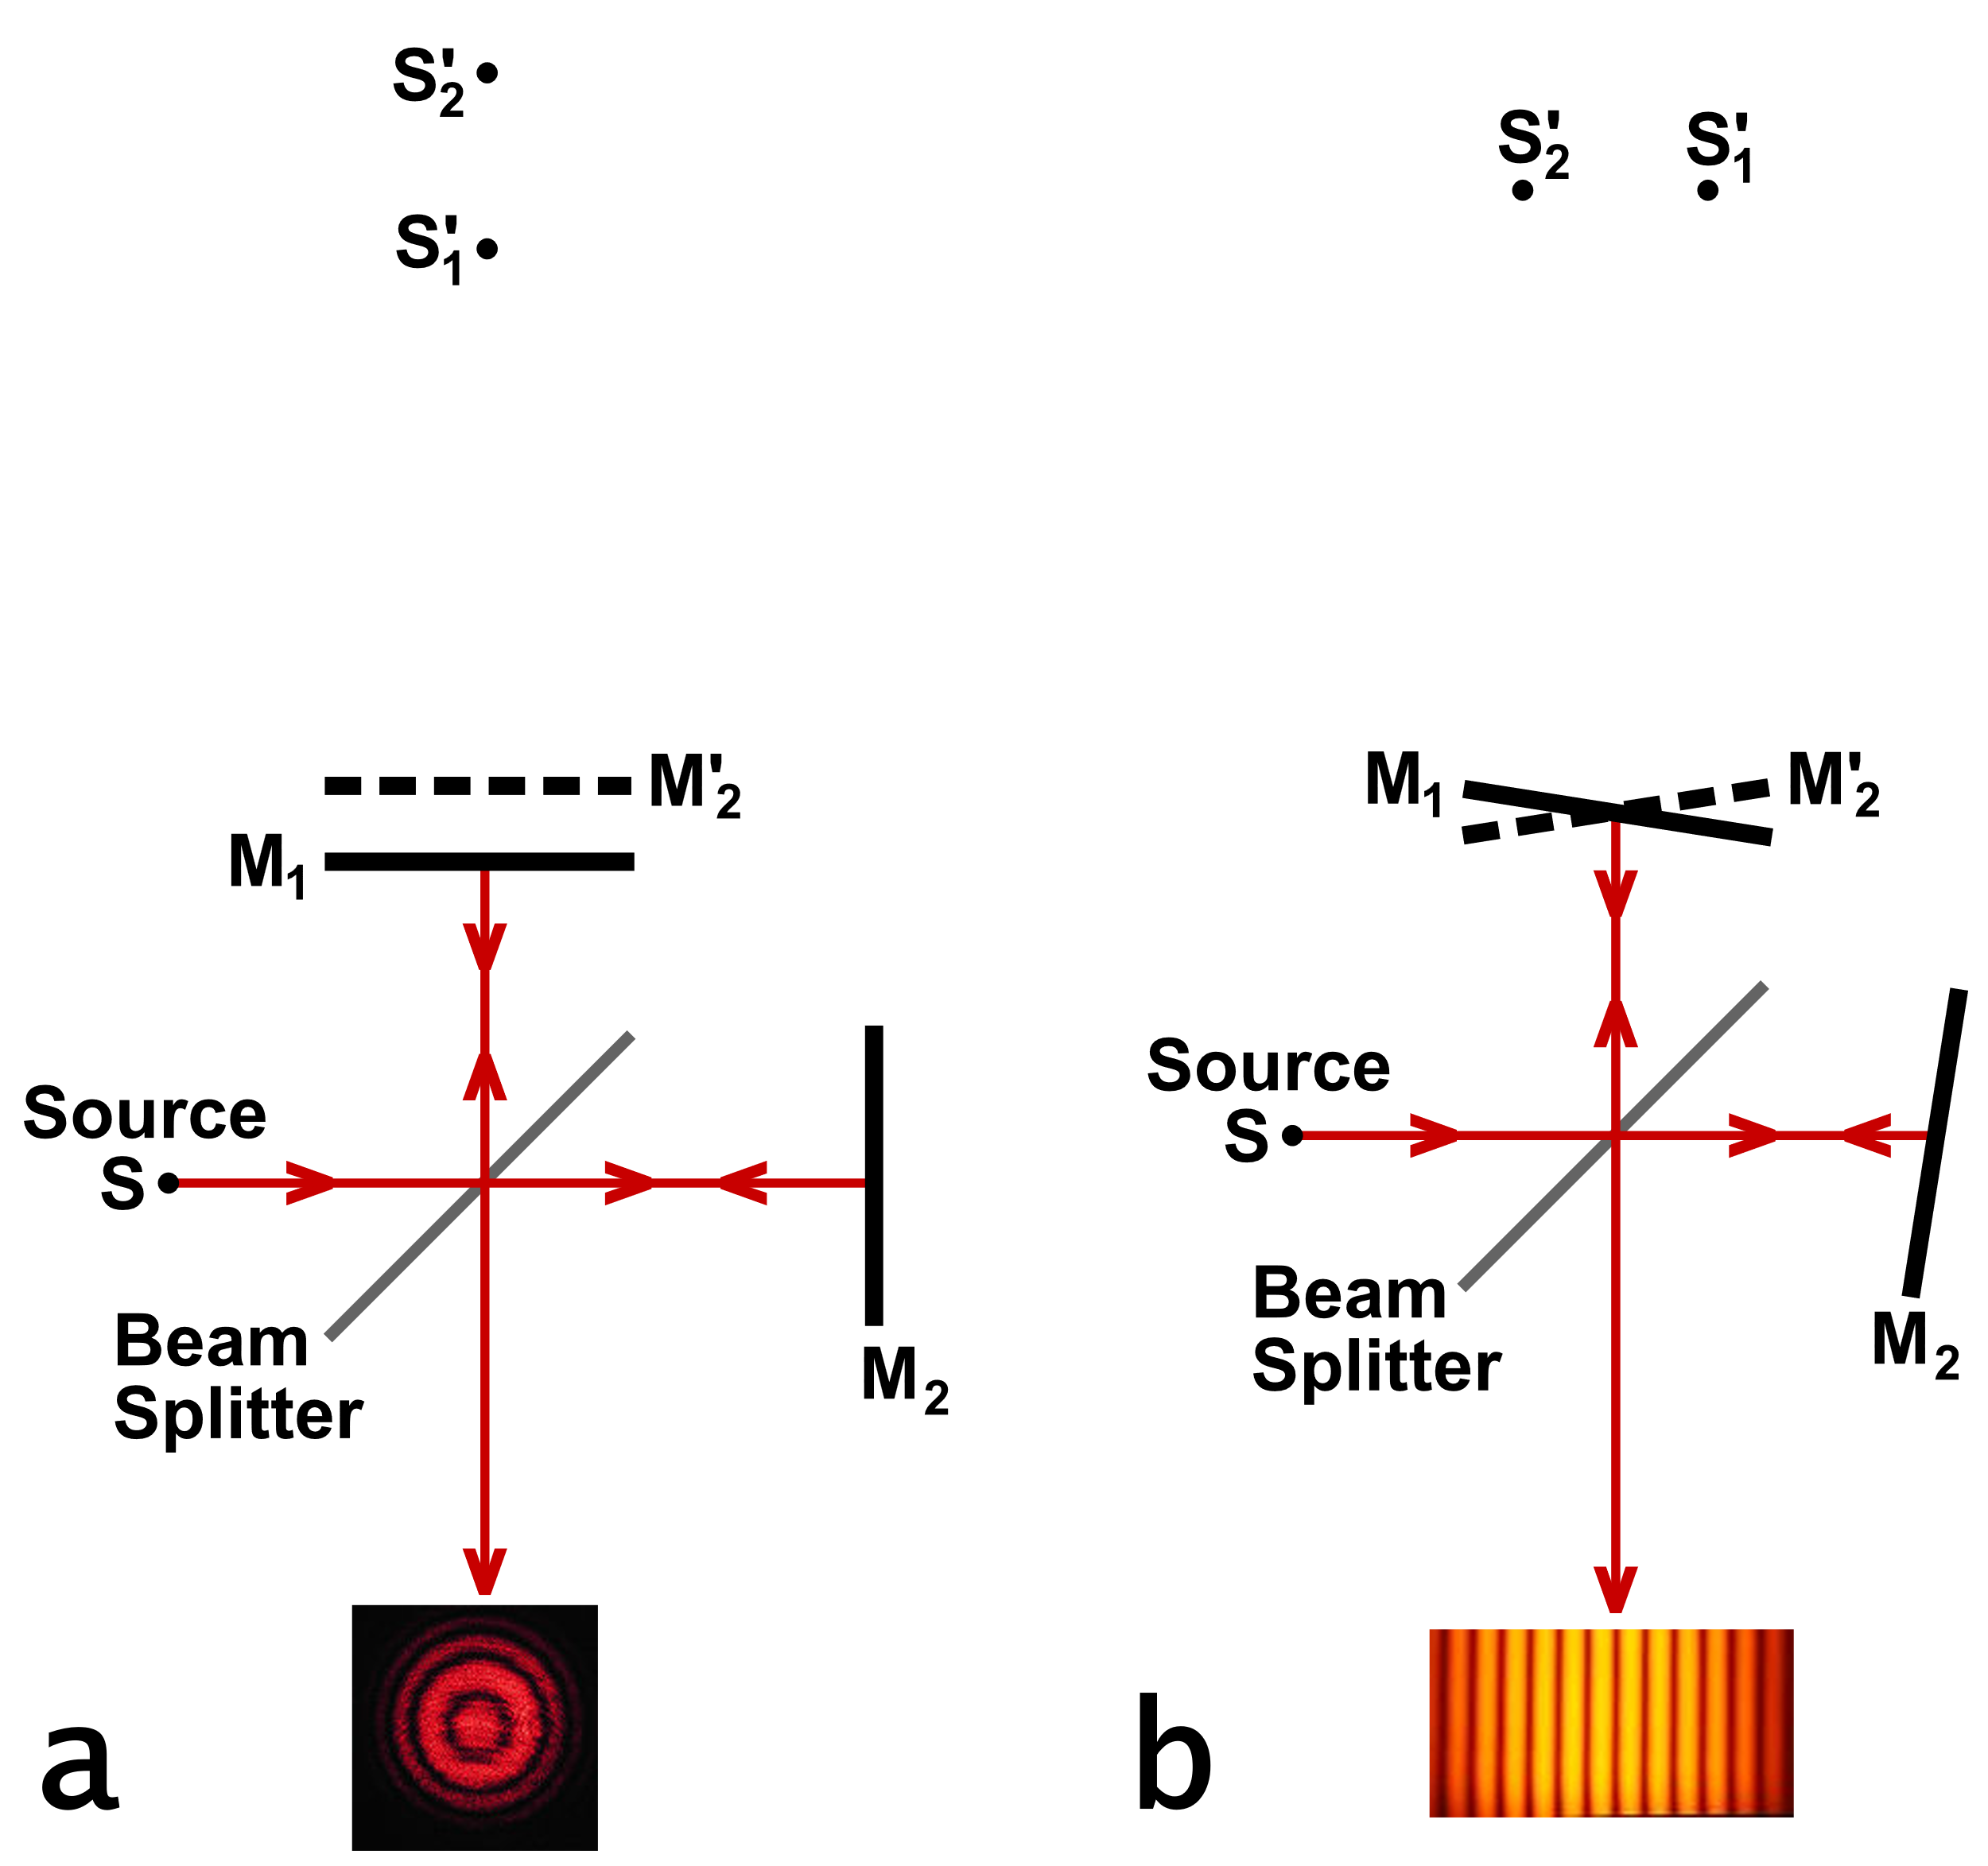 S'2
S'1
M'2
M1
Source
S
Beam
Splitter
M2
a
S'2
S'1
M1
M'2
Source
S
Beam
Splitter
M2
b